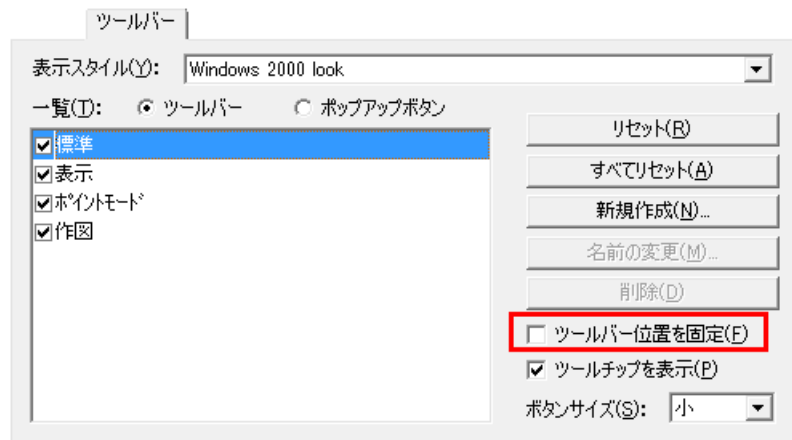 ツールバー
表示スタイル(Y): Windows 2000 look
一覧(T): ツールバー ポップアップボタン
標準
表示
ポイントモード
作図
リセット(R)
すべてリセット(A)
新規作成(N)...
名前の変更(M)...
削除(D)
ツールバー位置を固定(F)
ツールチップを表示(P)
ボタンサイズ(S): 小